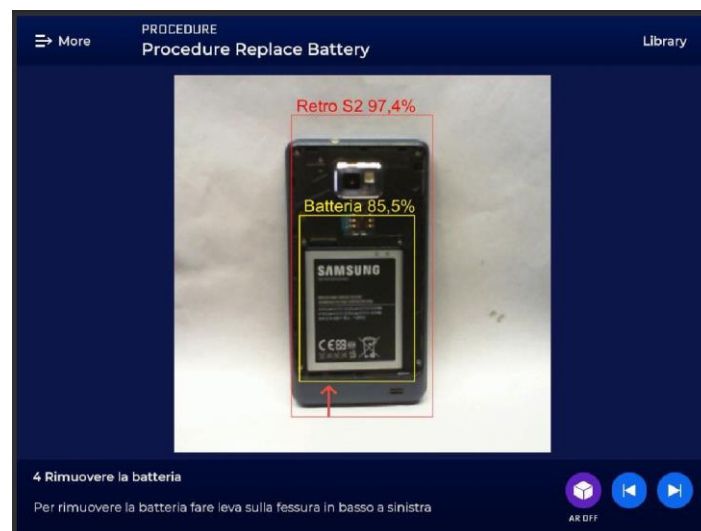 More
PROCEDURE
Procedure Replace Battery
Library
Retro S2 97,4%
Batteria 85,5%
SAMSUNG
4 Rimuovere la batteria
Per rimuovere la batteria fare leva sulla fessura in basso a sinistra
AR OFF